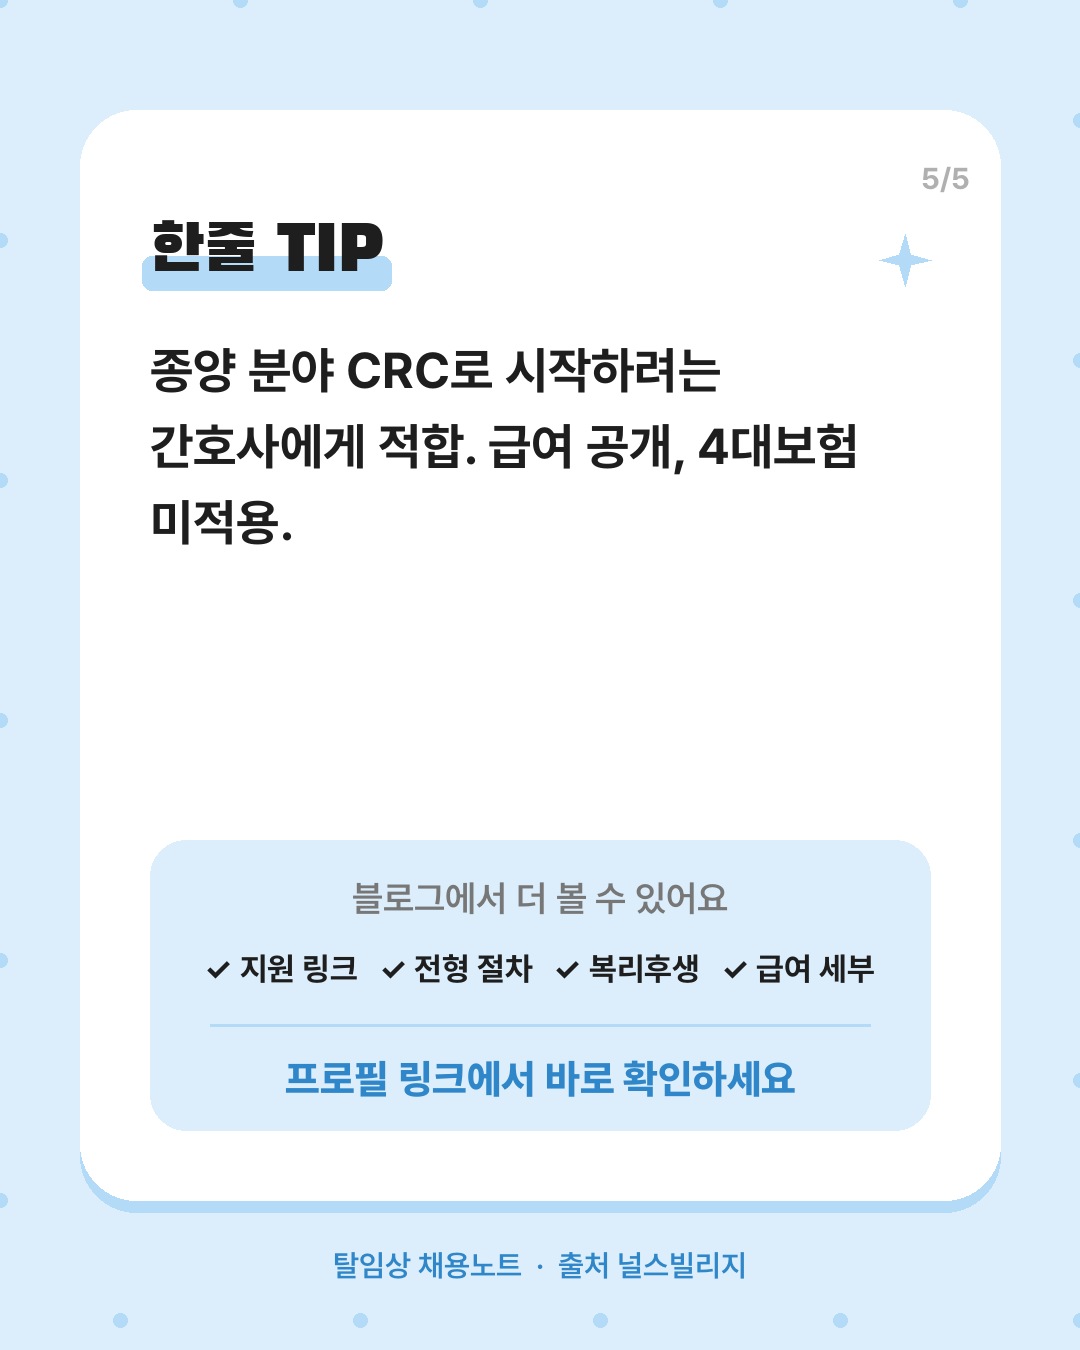 5/5
한줄 TIP
종양 분야 CRC로 시작하려는
간호사에게 적합. 급여 공개, 4대보험
미적용.
블로그에서 더 볼 수 있어요
✓ 지원 링크 ✓ 전형 절차 ✓ 복리후생 ✓ 급여 세부
프로필 링크에서 바로 확인하세요
탈임상 채용노트 · 출처 널스빌리지